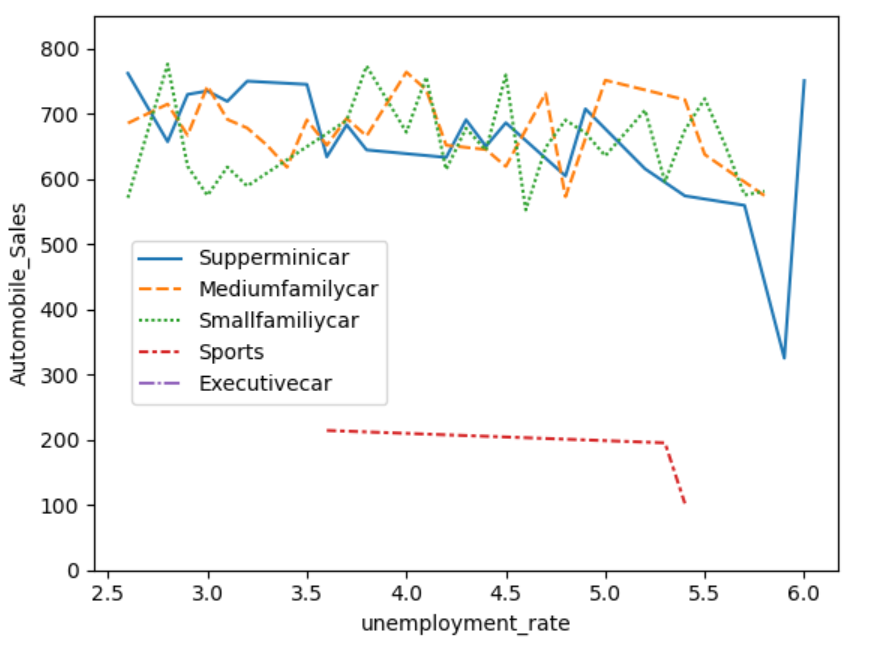 800
700
600
500
400
300
200
100
0
Automobile_Sales
Supperminicar
Mediumfamilycar
Smallfamiliycar
Sports
Executivecar
2.5 3.0 3.5 4.0 4.5 5.0 5.5 6.0
unemployment_rate